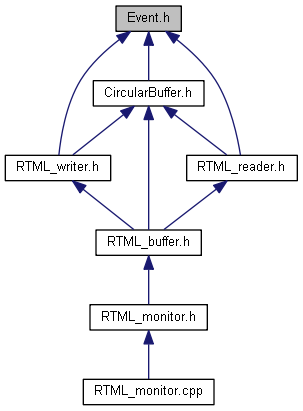 Event.h
CircularBuffer.h
RTML_writer.h
RTML_reader.h
RTML_buffer.h
RTML_monitor.h
RTML_monitor.cpp